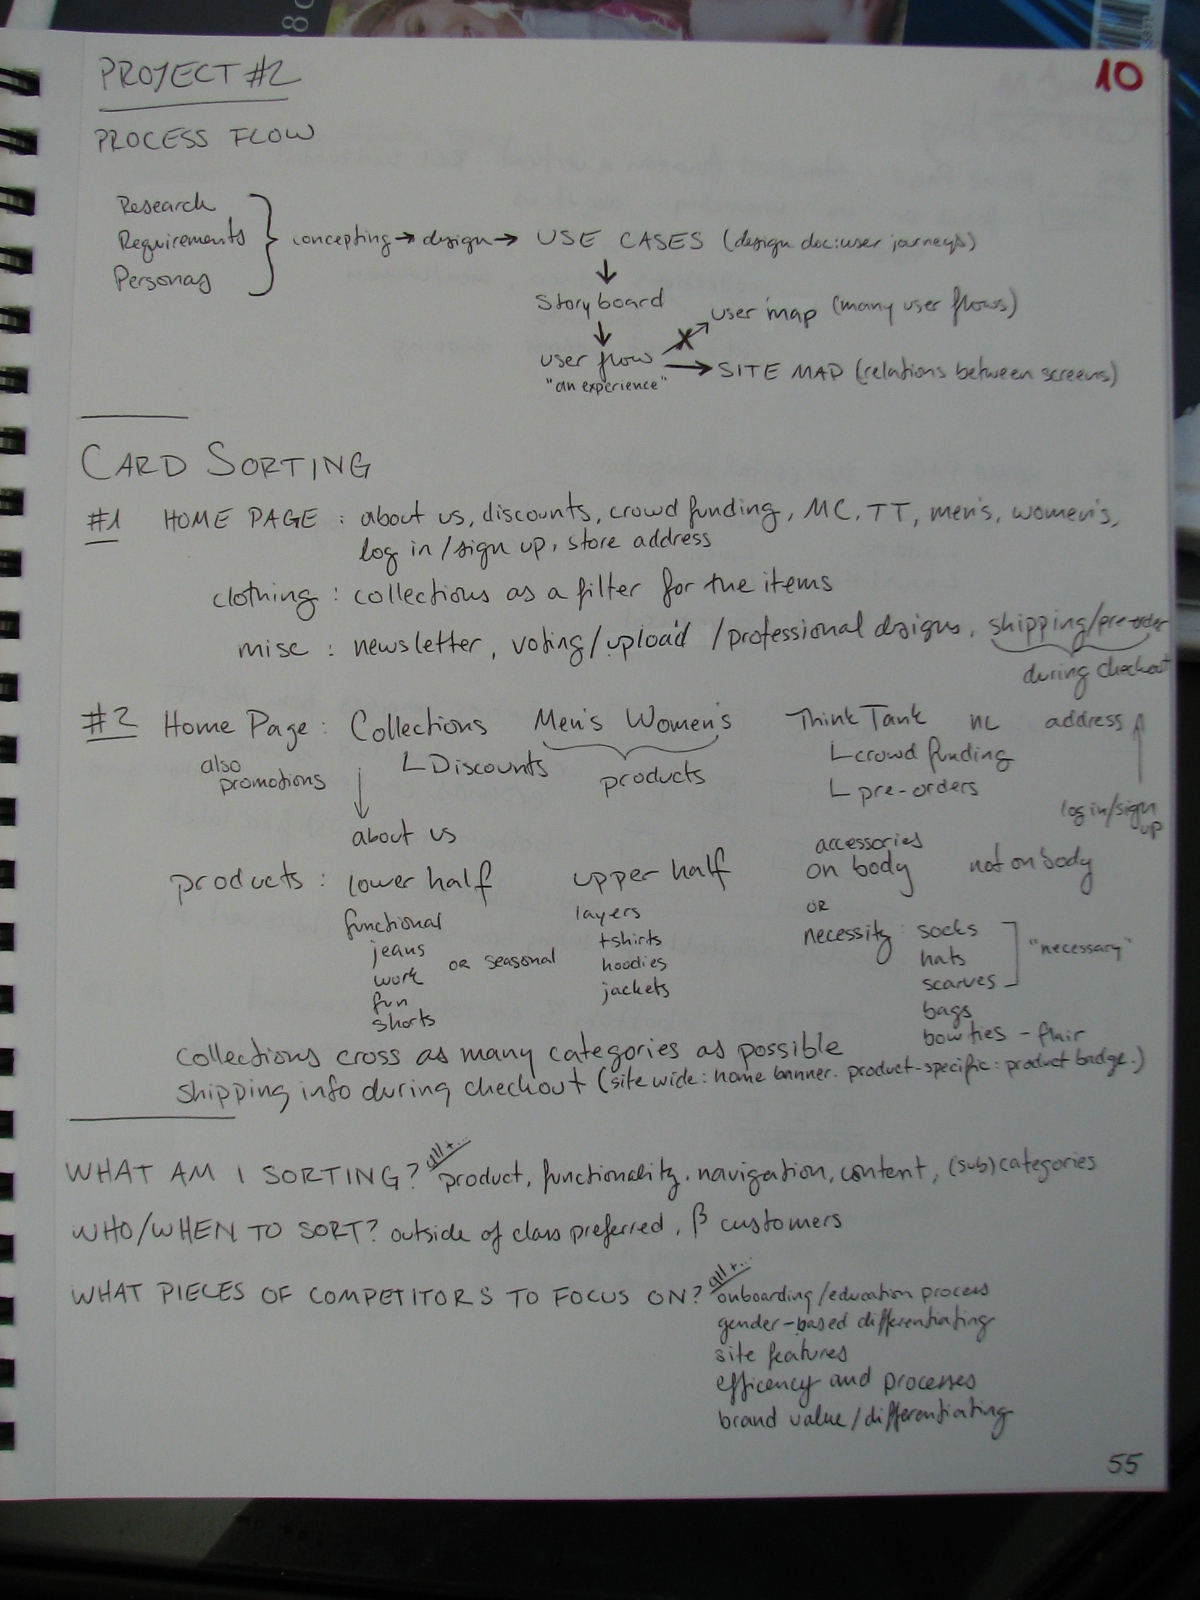 PROJECT #2
10
PROCESS FLOW
Research
Requirements
Personas
concepting → design → USE CASES (design doc: user journeys)
Storyboard
user map (many user flows)
user flow
"an experience"
SITE MAP (relations between screens)
CARD SORTING
#1 HOME PAGE : about us, discounts, crowd funding, MC, TT, men's, women's,
log in/sign up, store address
clothing : collections as a filter for the items
misc : newsletter, voting/upload /professional designs, shipping/pre-order
during checkout
#2 Home Page : Collections Men's Women's Think Tank address
also promotions
L Discounts
products
L crowd funding
L pre-orders
log in/sign up
about us
products : lower half upper half accessories on body not on body
functional
jeans
work or seasonal
fun
shorts
layers
tshirts
hoodies
jackets
OR
necessity : socks
hats
scarves
"necessary"
bags
bowties - flair
collections cross as many categories as possible
shipping info during checkout (site wide: home banner. product-specific: product badge.)
WHAT AM I SORTING? all +... product, functionality, navigation, content, (sub)categories
WHO/WHEN TO SORT? outside of class preferred, β customers
WHAT PIECES OF COMPETITORS TO FOCUS ON? all +... onboarding/education process
gender-based differentiating
site features
efficency and processes
brand value/differentiating
55